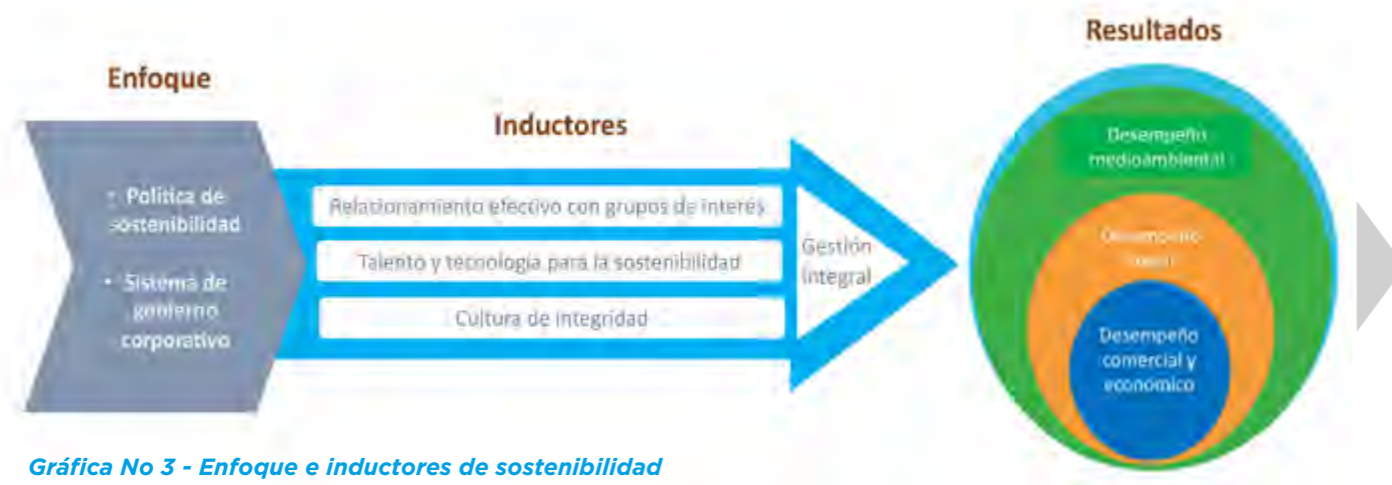 Enfoque
• Política de
sostenibilidad
• Sistema de
gobierno
corporativo
Inductores
Relacionamiento efectivo con grupos de interés
Talento y tecnología para la sostenibilidad
Cultura de integridad
Gestión
integral
Resultados
Desempeño
medioambiental
Desempeño
Desempeño
comercial y
económico
Gráfica No 3 - Enfoque e inductores de sostenibilidad